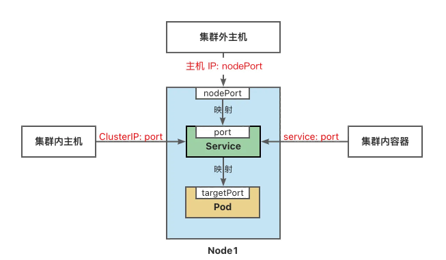 集群外主机
主机 IP: nodePort
nodePort
映 射
集群内主机
ClusterIP: port
port
Service
service: port
集群内容器
映 射
targetPort
Pod
Node1